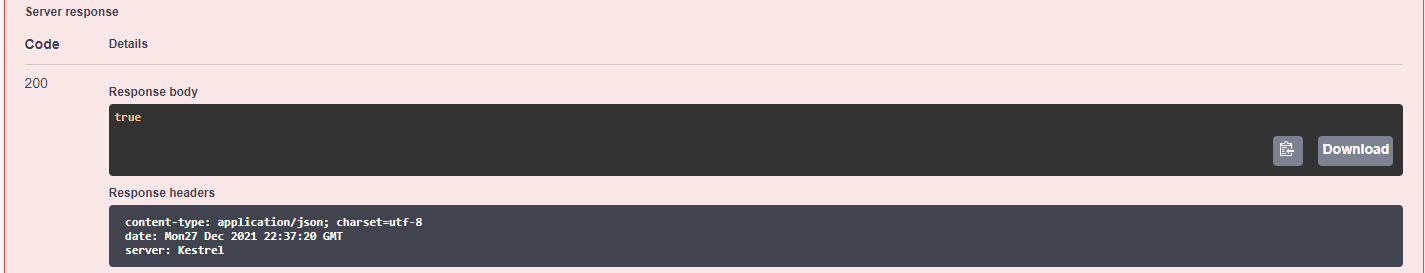 Server response
Code Details
200
Response body
true
Download
Response headers
content-type: application/json; charset=utf-8
date: Mon27 Dec 2021 22:37:20 GMT
server: Kestrel